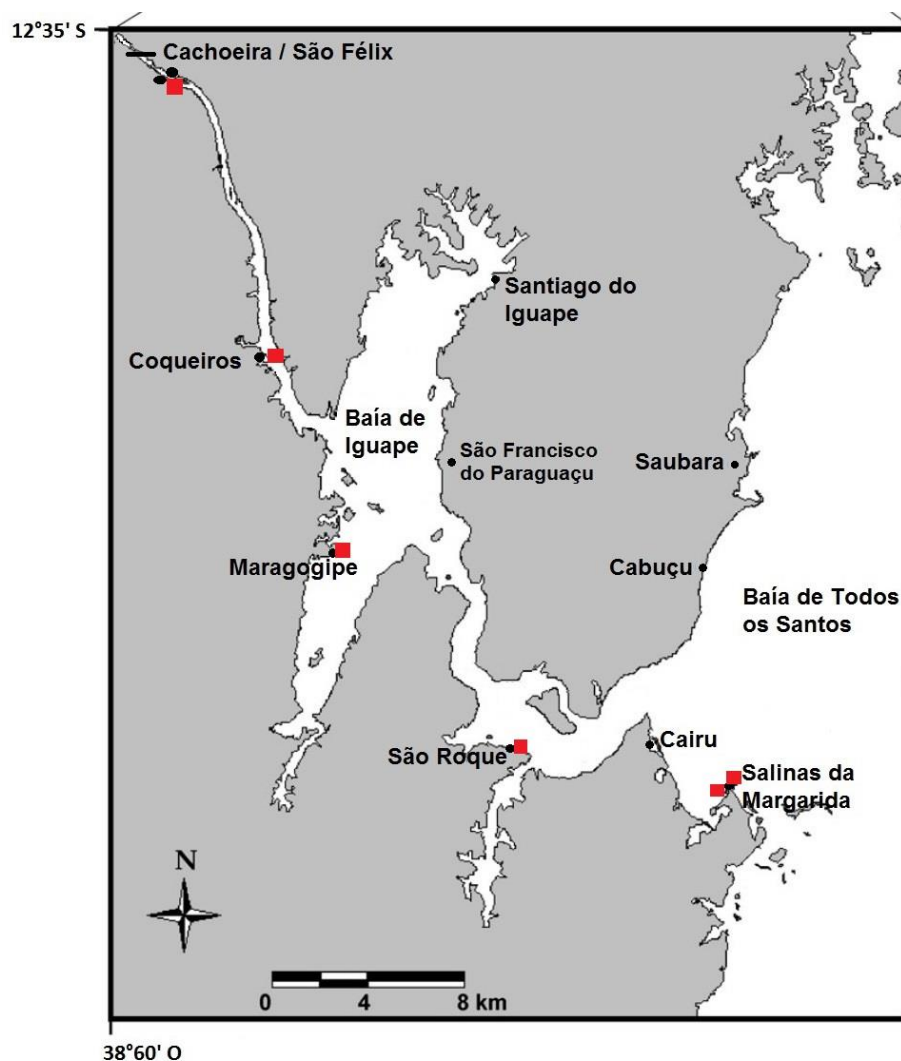 12°35' S
Cachoeira / São Félix
Santiago do
Iguape
Coqueiros
Baía de
Iguape
São Francisco
do Paraguaçu
Saubara
Maragogipe
Cabuçu
Baía de Todos
os Santos
São Roque
Cairu
Salinas da
Margarida
N
0 4 8 km
38°60' O